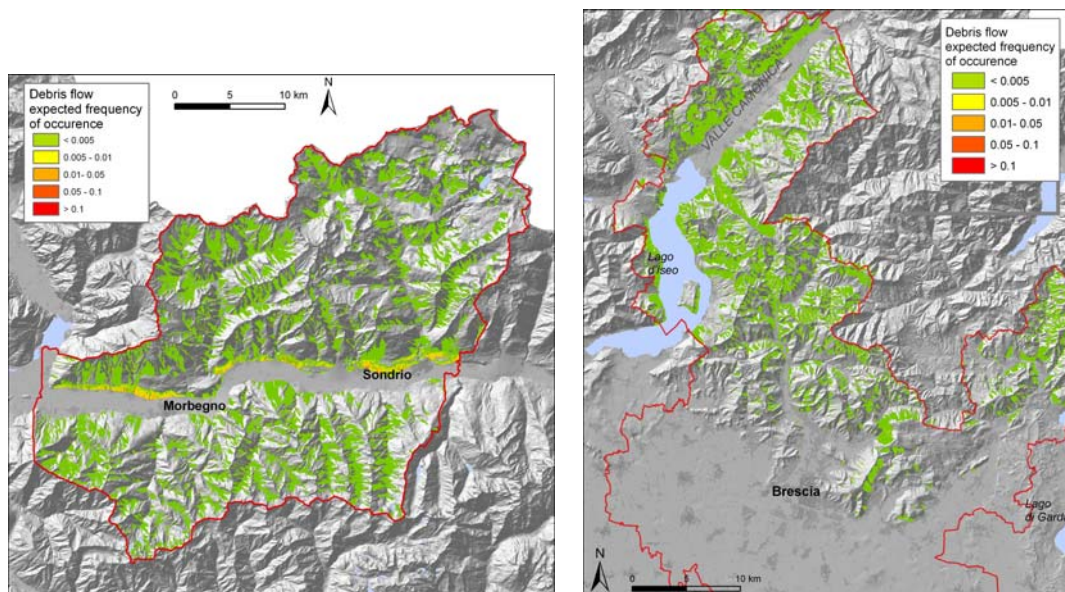 Debris flow
expected frequency
of occurence
< 0.005
0.005 - 0.01
0.01- 0.05
0.05 - 0.1
> 0.1
0 5 10 km
N
Sondrio
Morbegno
Debris flow
expected frequency
of occurence
< 0.005
0.005 - 0.01
0.01- 0.05
0.05 - 0.1
> 0.1
VALLE CAMONICA
Lago
d'Iseo
Brescia
Lago
di Garda
N
0 5 10 km